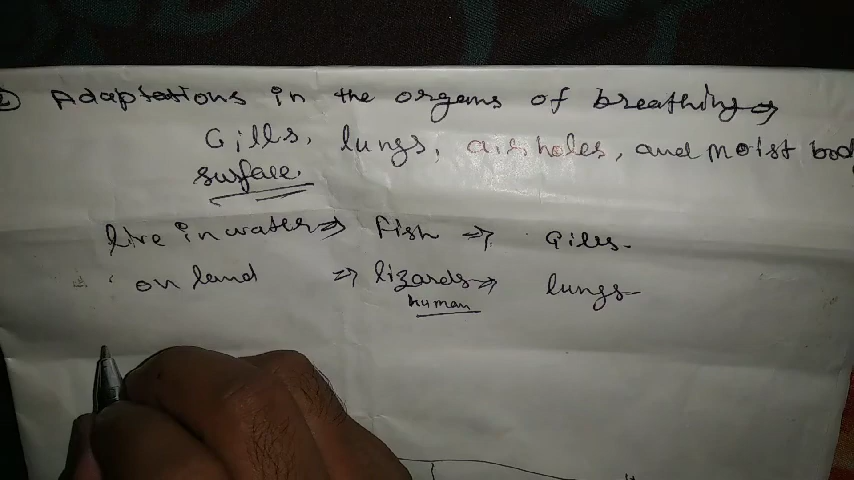 Adaptations in the organs of breathing ⇒
Gills, lungs, air holes, and moist bod
surface.
live in water ⇒ Fish ⇒ Gills.
on land ⇒ lizards ⇒ lungs
human